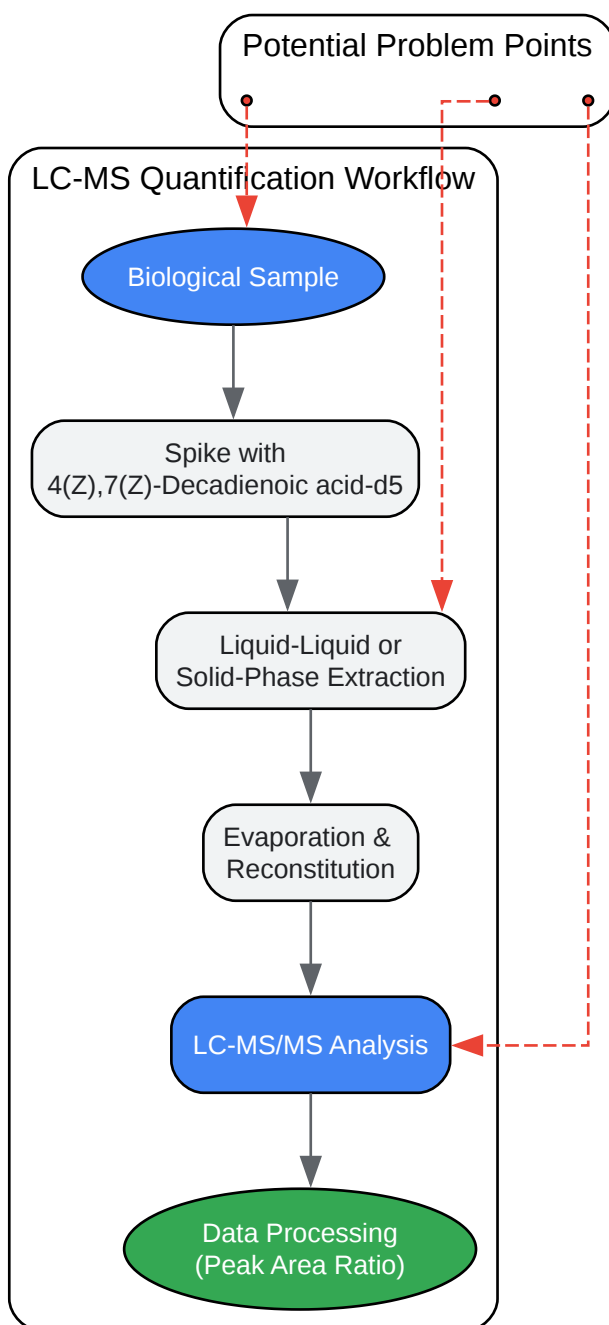 Potential Problem Points
LC-MS Quantification Workflow
Biological Sample
Spike with
4(Z),7(Z)-Decadienoic acid-d5
Liquid-Liquid or
Solid-Phase Extraction
Evaporation &
Reconstitution
LC-MS/MS Analysis
Data Processing
(Peak Area Ratio)